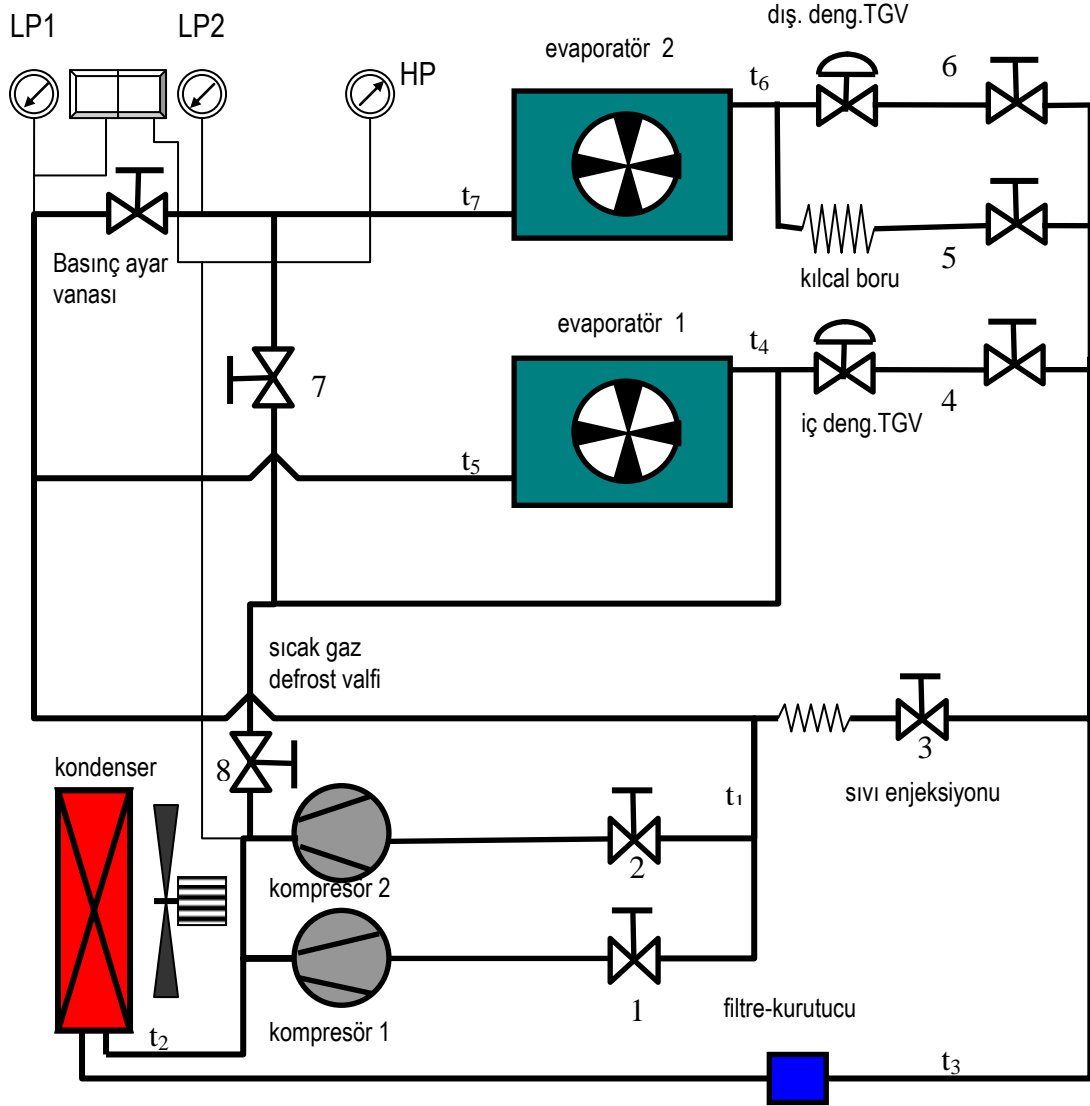 LP1
LP2
HP
evaporatör 2
dış. deng.TGV
t₆
6
t₇
Basınç ayar
vanası
5
kılcal boru
evaporatör 1
t₄
7
4
iç deng.TGV
t₅
sıcak gaz
defrost valfi
3
kondenser
8
t₁
sıvı enjeksiyonu
2
kompresör 2
1
kompresör 1
filtre-kurutucu
t₂
t₃